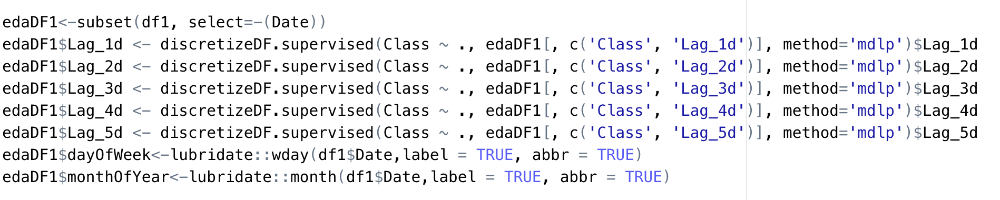 edaDF1<-subset(df1, select=-(Date))
edaDF1$Lag_1d <- discretizeDF.supervised(Class ~ ., edaDF1[, c('Class', 'Lag_1d')], method='mdlp')$Lag_1d
edaDF1$Lag_2d <- discretizeDF.supervised(Class ~ ., edaDF1[, c('Class', 'Lag_2d')], method='mdlp')$Lag_2d
edaDF1$Lag_3d <- discretizeDF.supervised(Class ~ ., edaDF1[, c('Class', 'Lag_3d')], method='mdlp')$Lag_3d
edaDF1$Lag_4d <- discretizeDF.supervised(Class ~ ., edaDF1[, c('Class', 'Lag_4d')], method='mdlp')$Lag_4d
edaDF1$Lag_5d <- discretizeDF.supervised(Class ~ ., edaDF1[, c('Class', 'Lag_5d')], method='mdlp')$Lag_5d
edaDF1$dayOfWeek<-lubridate::wday(df1$Date,label = TRUE, abbr = TRUE)
edaDF1$monthOfYear<-lubridate::month(df1$Date,label = TRUE, abbr = TRUE)